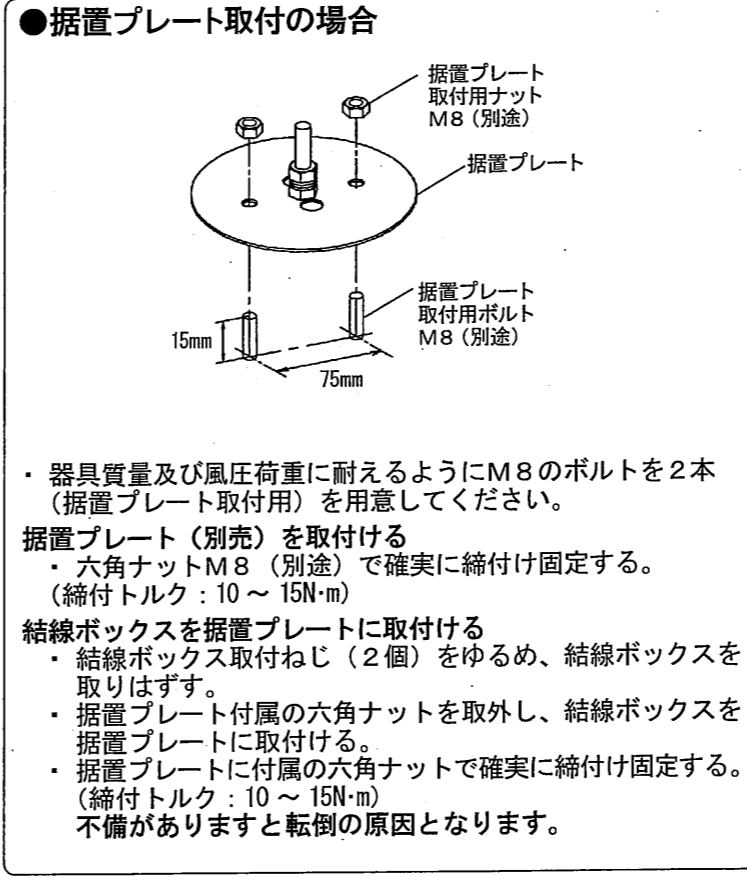 ●据置プレート取付の場合
据置プレート
取付用ナット
M8（別途）
据置プレート
据置プレート
取付用ボルト
M8（別途）
15mm
75mm
・器具質量及び風圧荷重に耐えるようにM8のボルトを2本
（据置プレート取付用）を用意してください。
据置プレート（別売）を取付ける
・六角ナットM8（別途）で確実に締付け固定する。
（締付トルク：10～15N·m）
結線ボックスを据置プレートに取付ける
・結線ボックス取付ねじ（2個）をゆるめ、結線ボックスを
取りはずす。
・据置プレート付属の六角ナットを取外し、結線ボックスを
据置プレートに取付ける。
・据置プレートに付属の六角ナットで確実に締付け固定する。
（締付トルク：10～15N·m）
不備がありますと転倒の原因となります。